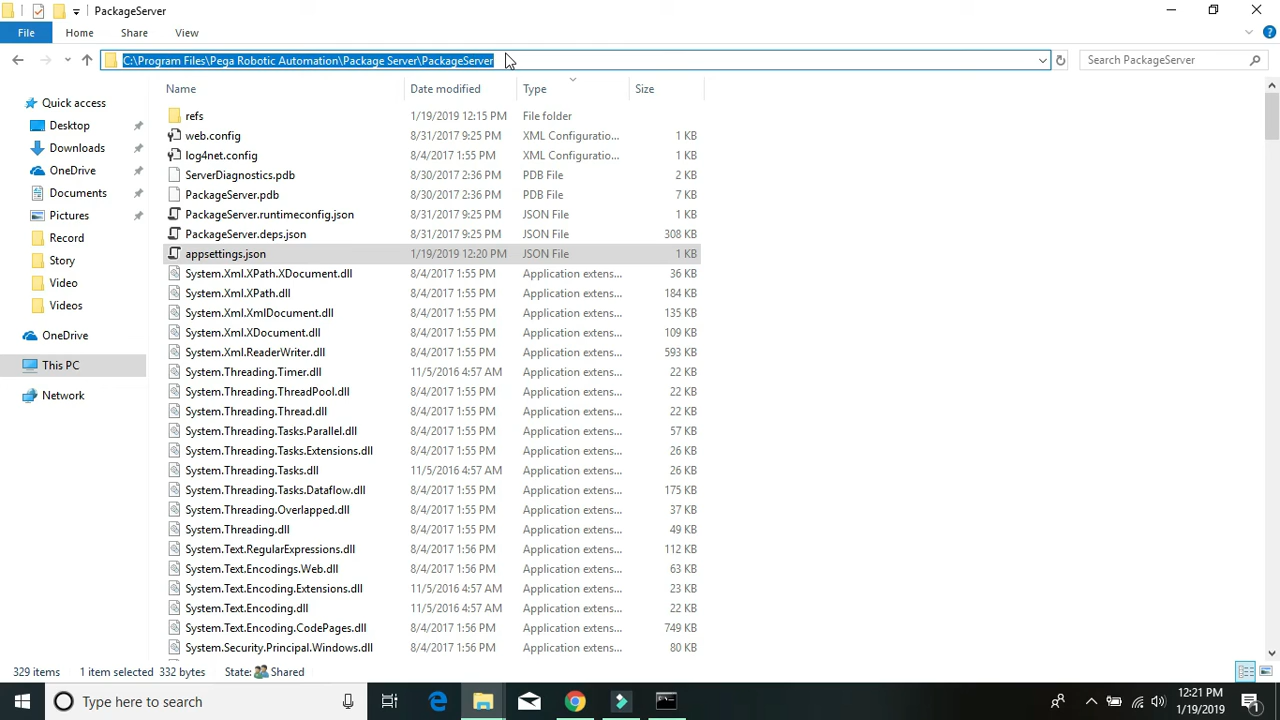 PackageServer
File Home Share View
C:\Program Files\Pega Robotic Automation\Package Server\PackageServer
Search PackageServer
Name Date modified Type Size
Quick access
Desktop
Downloads
OneDrive
Documents
Pictures
Record
Story
Video
Videos
OneDrive
This PC
Network
refs 1/19/2019 12:15 PM File folder
web.config 8/31/2017 9:25 PM XML Configuratio... 1 KB
log4net.config 8/4/2017 1:55 PM XML Configuratio... 1 KB
ServerDiagnostics.pdb 8/30/2017 2:36 PM PDB File 2 KB
PackageServer.pdb 8/30/2017 2:36 PM PDB File 7 KB
PackageServer.runtimeconfig.json 8/31/2017 9:25 PM JSON File 1 KB
PackageServer.deps.json 8/31/2017 9:25 PM JSON File 308 KB
appsettings.json 1/19/2019 12:20 PM JSON File 1 KB
System.Xml.XPath.XDocument.dll 8/4/2017 1:55 PM Application extens... 36 KB
System.Xml.XPath.dll 8/4/2017 1:55 PM Application extens... 184 KB
System.Xml.XmlDocument.dll 8/4/2017 1:55 PM Application extens... 135 KB
System.Xml.XDocument.dll 8/4/2017 1:55 PM Application extens... 109 KB
System.Xml.ReaderWriter.dll 8/4/2017 1:55 PM Application extens... 593 KB
System.Threading.Timer.dll 11/5/2016 4:57 AM Application extens... 22 KB
System.Threading.ThreadPool.dll 8/4/2017 1:55 PM Application extens... 22 KB
System.Threading.Thread.dll 8/4/2017 1:55 PM Application extens... 22 KB
System.Threading.Tasks.Parallel.dll 8/4/2017 1:55 PM Application extens... 57 KB
System.Threading.Tasks.Extensions.dll 8/4/2017 1:55 PM Application extens... 26 KB
System.Threading.Tasks.dll 11/5/2016 4:57 AM Application extens... 26 KB
System.Threading.Tasks.Dataflow.dll 8/4/2017 1:55 PM Application extens... 175 KB
System.Threading.Overlapped.dll 8/4/2017 1:55 PM Application extens... 37 KB
System.Threading.dll 8/4/2017 1:55 PM Application extens... 49 KB
System.Text.RegularExpressions.dll 8/4/2017 1:56 PM Application extens... 112 KB
System.Text.Encodings.Web.dll 8/4/2017 1:56 PM Application extens... 63 KB
System.Text.Encoding.Extensions.dll 11/5/2016 4:57 AM Application extens... 23 KB
System.Text.Encoding.dll 11/5/2016 4:57 AM Application extens... 22 KB
System.Text.Encoding.CodePages.dll 8/4/2017 1:56 PM Application extens... 749 KB
System.Security.Principal.Windows.dll 8/4/2017 1:56 PM Application extens... 80 KB
329 items 1 item selected 332 bytes State: Shared
Type here to search
12:21 PM
1/19/2019
1